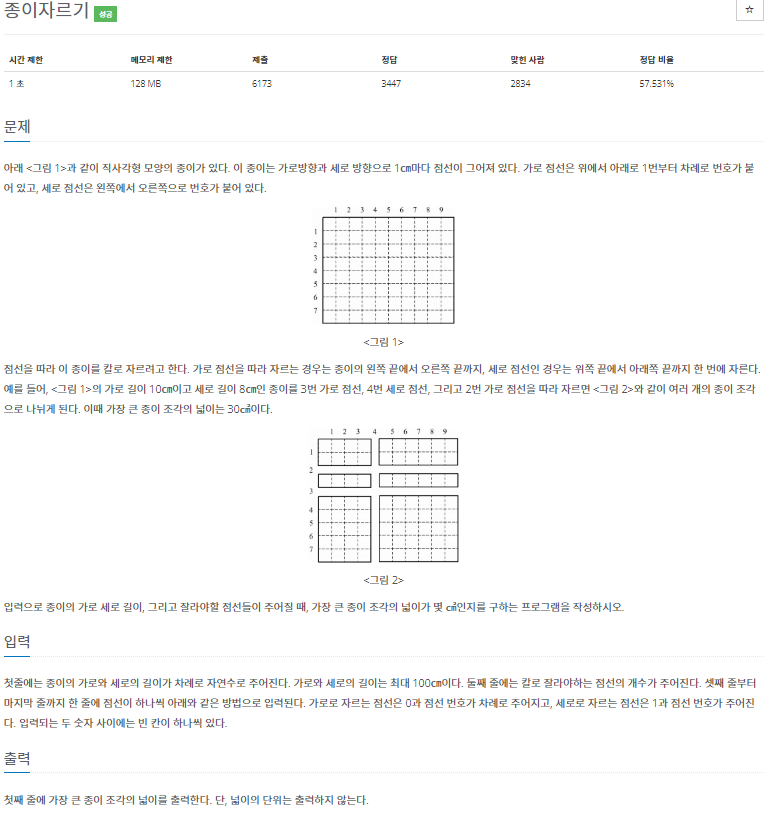 종이자르기 성공
☆
시간 제한 메모리 제한 제출 정답 맞힌 사람 정답 비율
1 초 128 MB 6173 3447 2834 57.531%
문제
아래 <그림 1>과 같이 직사각형 모양의 종이가 있다. 이 종이는 가로방향과 세로 방향으로 1㎝마다 점선이 그어져 있다. 가로 점선은 위에서 아래로 1번부터 차례로 번호가 붙
어 있고, 세로 점선은 왼쪽에서 오른쪽으로 번호가 붙어 있다.
1 2 3 4 5 6 7 8 9
1
2
3
4
5
6
7
<그림 1>
점선을 따라 이 종이를 칼로 자르려고 한다. 가로 점선을 따라 자르는 경우는 종이의 왼쪽 끝에서 오른쪽 끝까지, 세로 점선인 경우는 위쪽 끝에서 아래쪽 끝까지 한 번에 자른다.
예를 들어, <그림 1>의 가로 길이 10㎝이고 세로 길이 8㎝인 종이를 3번 가로 점선, 4번 세로 점선, 그리고 2번 가로 점선을 따라 자르면 <그림 2>와 같이 여러 개의 종이 조각
으로 나뉘게 된다. 이때 가장 큰 종이 조각의 넓이는 30㎠이다.
1 2 3 4 5 6 7 8 9
1
2
3
4
5
6
7
<그림 2>
입력으로 종이의 가로 세로 길이, 그리고 잘라야할 점선들이 주어질 때, 가장 큰 종이 조각의 넓이가 몇 ㎠인지를 구하는 프로그램을 작성하시오.
입력
첫줄에는 종이의 가로와 세로의 길이가 차례로 자연수로 주어진다. 가로와 세로의 길이는 최대 100㎝이다. 둘째 줄에는 칼로 잘라야하는 점선의 개수가 주어진다. 셋째 줄부터
마지막 줄까지 한 줄에 점선이 하나씩 아래와 같은 방법으로 입력된다. 가로로 자르는 점선은 0과 점선 번호가 차례로 주어지고, 세로로 자르는 점선은 1과 점선 번호가 주어진
다. 입력되는 두 숫자 사이에는 빈 칸이 하나씩 있다.
출력
첫째 줄에 가장 큰 종이 조각의 넓이를 출력한다. 단, 넓이의 단위는 출력하지 않는다.